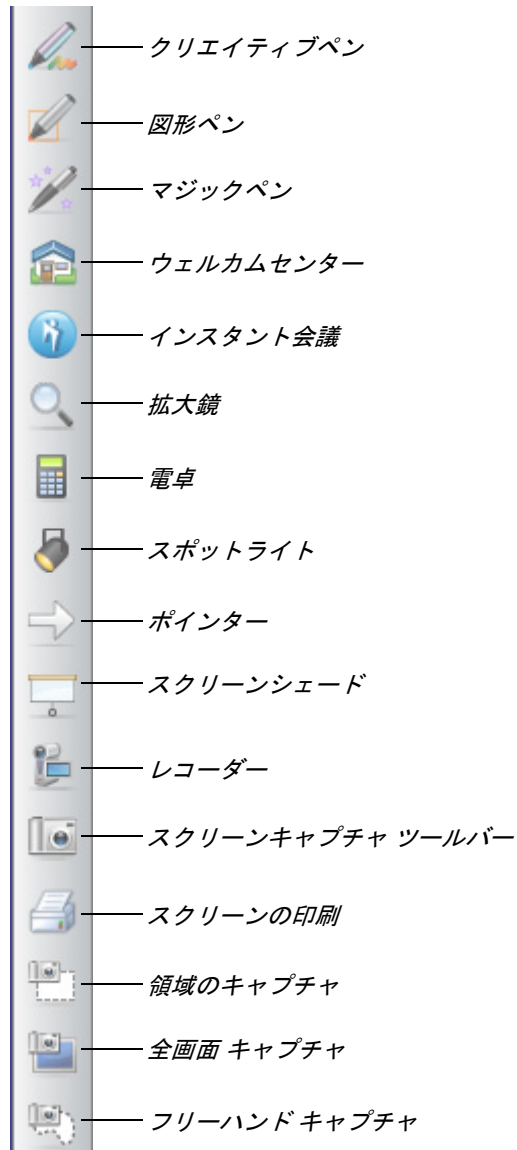 クリエイティブペン
図形ペン
マジックペン
ウェルカムセンター
インスタント会議
拡大鏡
電卓
スポットライト
ポインター
スクリーンシェード
レコーダー
スクリーンキャプチャ ツールバー
スクリーンの印刷
領域のキャプチャ
全画面 キャプチャ
フリーハンド キャプチャ